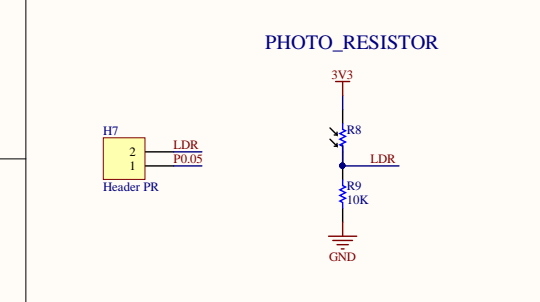 PHOTO_RESISTOR
3V3
H7
R8
2
LDR
1
P0.05
LDR
Header PR
R9
10K
GND